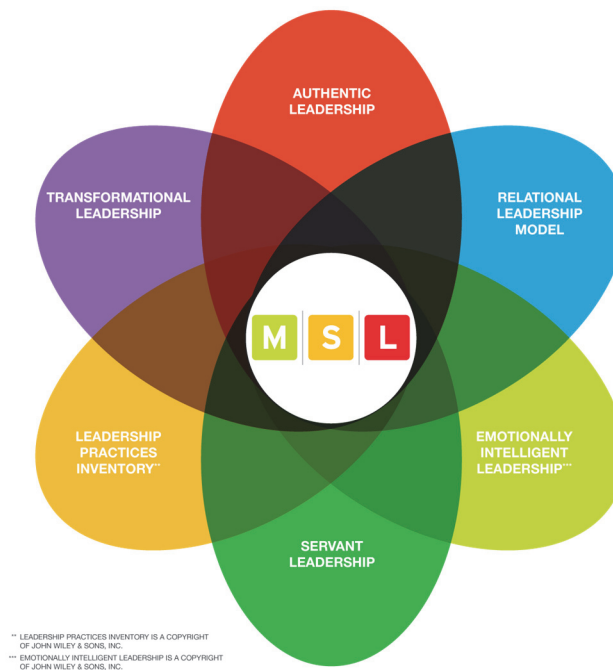 AUTHENTIC
LEADERSHIP
TRANSFORMATIONAL
LEADERSHIP
RELATIONAL
LEADERSHIP
MODEL
M S L
LEADERSHIP
PRACTICES
INVENTORY**
EMOTIONALLY
INTELLIGENT
LEADERSHIP***
SERVANT
LEADERSHIP
** LEADERSHIP PRACTICES INVENTORY IS A COPYRIGHT
OF JOHN WILEY & SONS, INC.
*** EMOTIONALLY INTELLIGENT LEADERSHIP IS A COPYRIGHT
OF JOHN WILEY & SONS, INC.